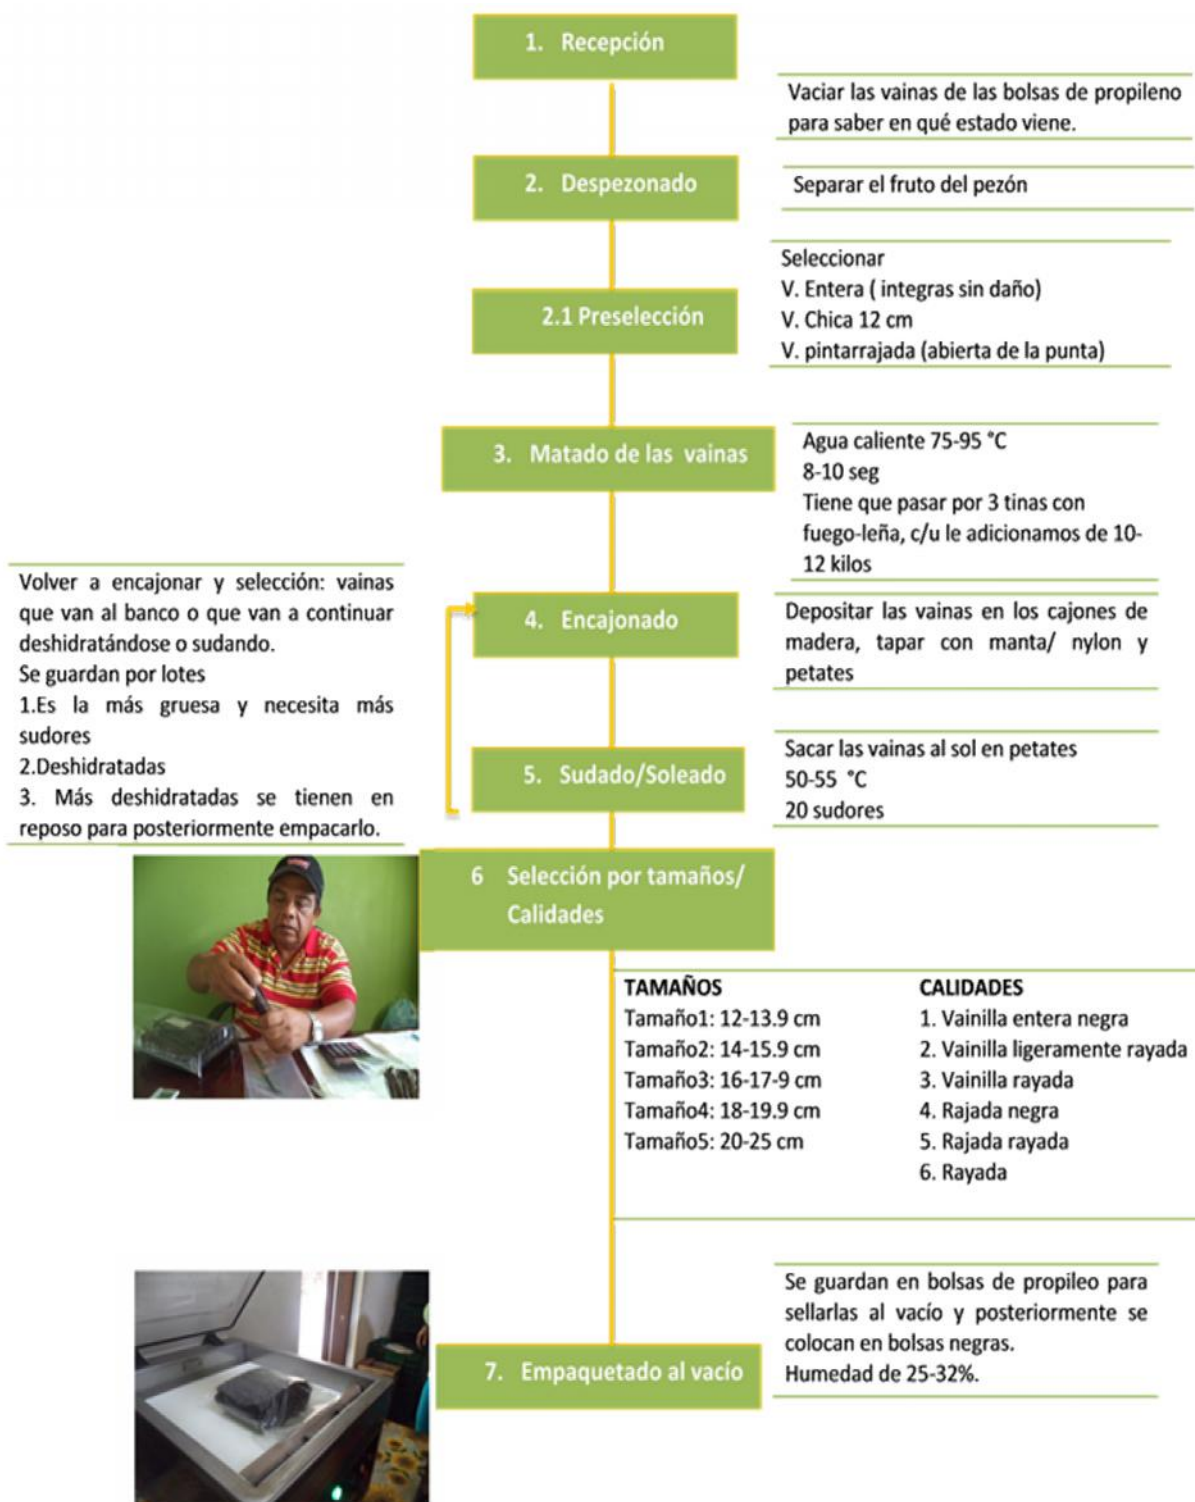 1. Recepción
Vaciar las vainas de las bolsas de propileno
para saber en qué estado viene.
2. Despezonado
Separar el fruto del pezón
2.1 Preselección
Seleccionar
V. Entera ( integras sin daño)
V. Chica 12 cm
V. pintarrajada (abierta de la punta)
3. Matado de las vainas
Agua caliente 75-95 °C
8-10 seg
Tiene que pasar por 3 tinas con
fuego-leña, c/u le adicionamos de 10-
12 kilos
Volver a encajonar y selección: vainas
que van al banco o que van a continuar
deshidratándose o sudando.
Se guardan por lotes
1.Es la más gruesa y necesita más
sudores
2.Deshidratadas
3. Más deshidratadas se tienen en
reposo para posteriormente empacarlo.
4. Encajonado
Depositar las vainas en los cajones de
madera, tapar con manta/ nylon y
petates
5. Sudado/Soleado
Sacar las vainas al sol en petates
50-55 °C
20 sudores
6 Selección por tamaños/
Calidades
TAMAÑOS
Tamaño1: 12-13.9 cm
Tamaño2: 14-15.9 cm
Tamaño3: 16-17-9 cm
Tamaño4: 18-19.9 cm
Tamaño5: 20-25 cm
CALIDADES
1. Vainilla entera negra
2. Vainilla ligeramente rayada
3. Vainilla rayada
4. Rajada negra
5. Rajada rayada
6. Rayada
7. Empaquetado al vacío
Se guardan en bolsas de propileo para
sellarlas al vacío y posteriormente se
colocan en bolsas negras.
Humedad de 25-32%.